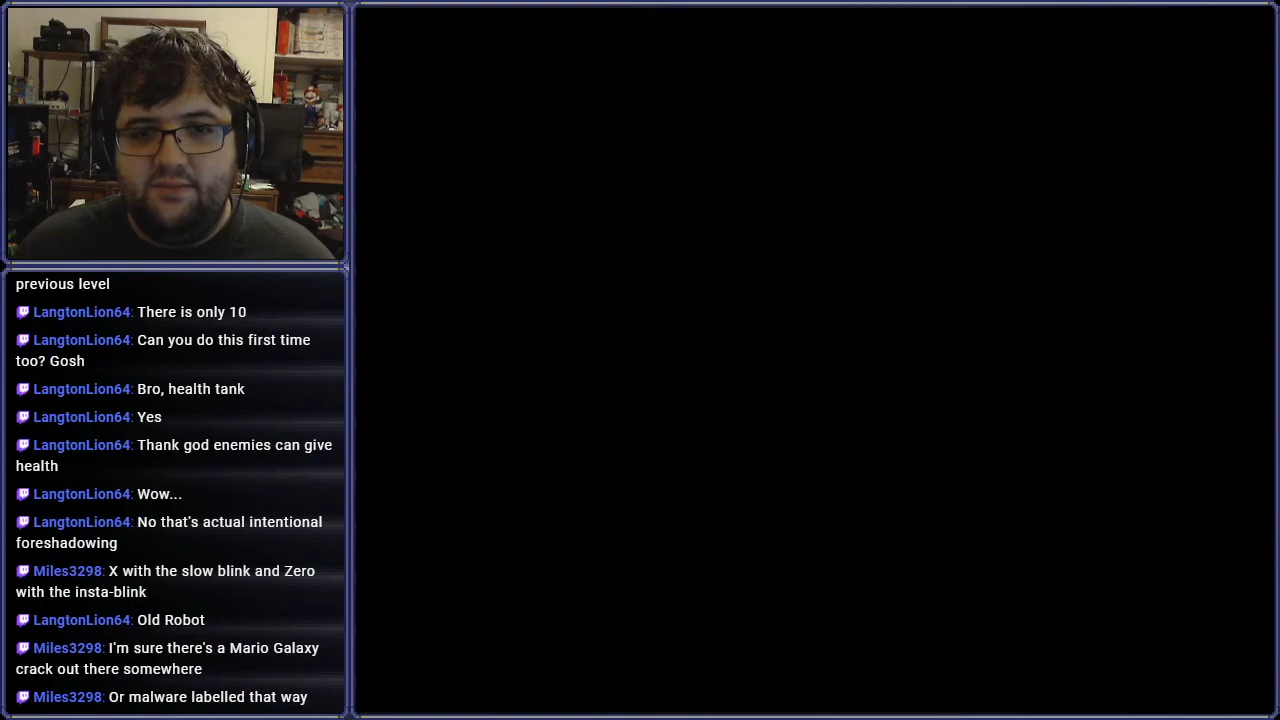 previous level
LangtonLion64: There is only 10
LangtonLion64: Can you do this first time
too? Gosh
LangtonLion64: Bro, health tank
LangtonLion64: Yes
LangtonLion64: Thank god enemies can give
health
LangtonLion64: Wow...
LangtonLion64: No that's actual intentional
foreshadowing
Miles3298: X with the slow blink and Zero
with the insta-blink
LangtonLion64: Old Robot
Miles3298: I'm sure there's a Mario Galaxy
crack out there somewhere
Miles3298: Or malware labelled that way